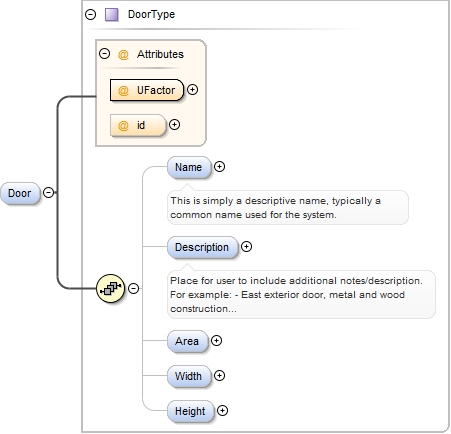 DoorType
Attributes
@ UFactor
@ id
Door
Name
This is simply a descriptive name, typically a
common name used for the system.
Description
Place for user to include additional notes/description.
For example: - East exterior door, metal and wood
construction...
Area
Width
Height